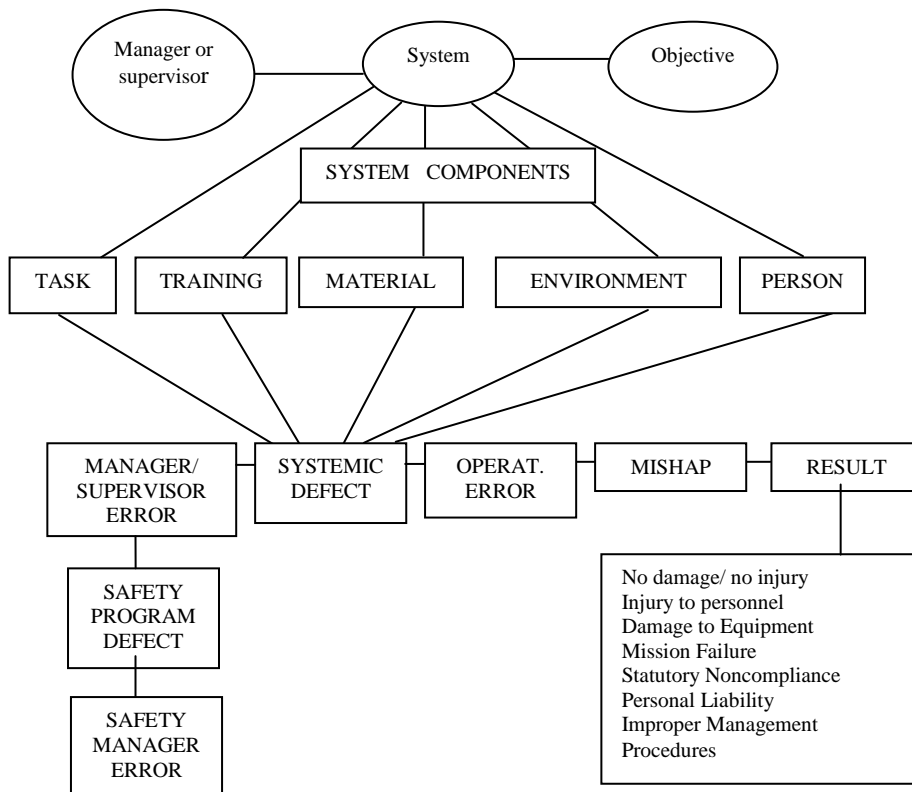 Manager or
supervisor
System
Objective
SYSTEM COMPONENTS
TASK
TRAINING
MATERIAL
ENVIRONMENT
PERSON
MANAGER/
SUPERVISOR
ERROR
SYSTEMIC
DEFECT
OPERAT.
ERROR
MISHAP
RESULT
SAFETY
PROGRAM
DEFECT
SAFETY
MANAGER
ERROR
No damage/ no injury
Injury to personnel
Damage to Equipment
Mission Failure
Statutory Noncompliance
Personal Liability
Improper Management
Procedures